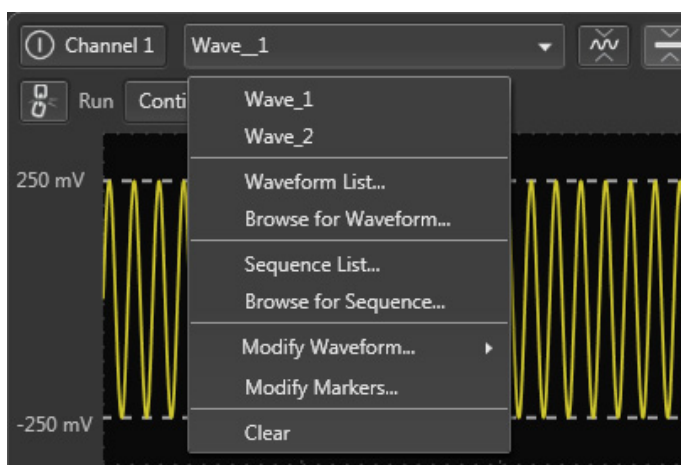 Channel 1
Wave__1
Run
Conti
Wave_1
Wave_2
Waveform List...
Browse for Waveform...
Sequence List...
Browse for Sequence...
Modify Waveform...
Modify Markers...
Clear
250 mV
-250 mV